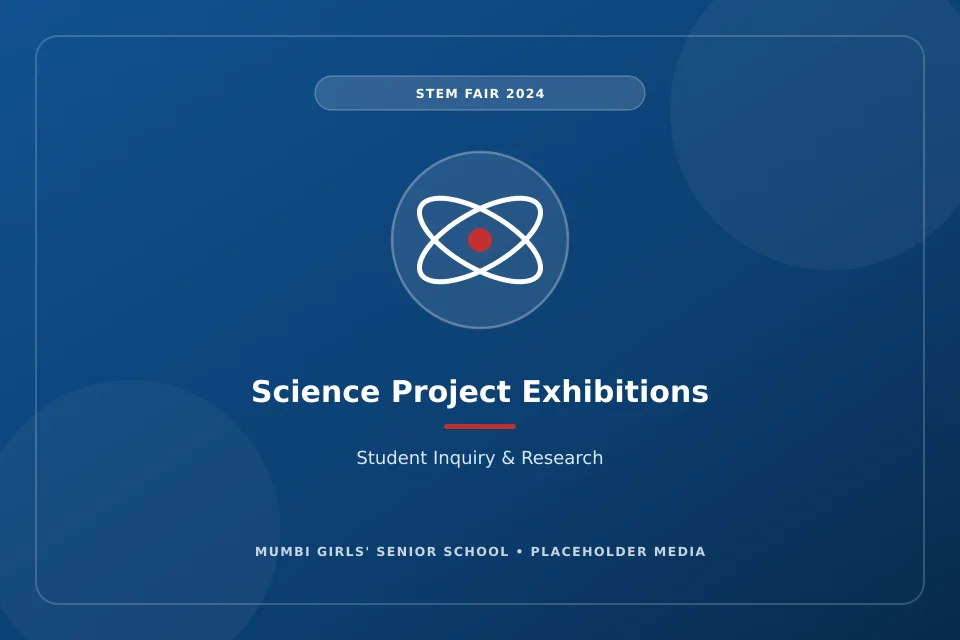 STEM FAIR 2024
Science Project Exhibitions
Student Inquiry & Research
MUMBI GIRLS' SENIOR SCHOOL • PLACEHOLDER MEDIA